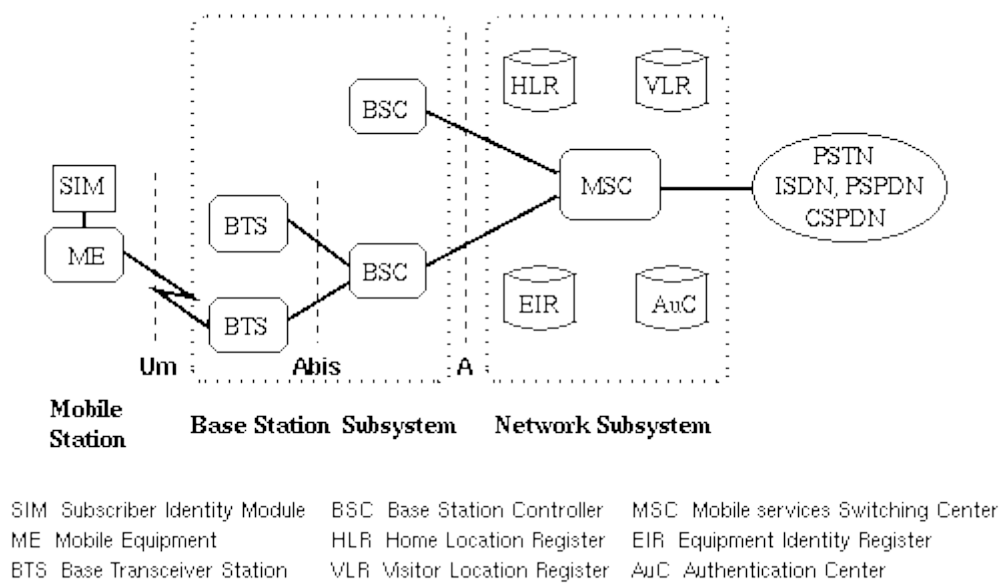 HLR
VLR
BSC
PSTN
ISDN, PSPDN
CSPDN
SIM
MSC
BTS
ME
BSC
EIR
AuC
BTS
Um
Abis
A
Mobile
Station
Base Station Subsystem
Network Subsystem
SIM Subscriber Identity Module BSC Base Station Controller MSC Mobile services Switching Center
ME Mobile Equipment HLR Home Location Register EIR Equipment Identity Register
BTS Base Transceiver Station VLR Visitor Location Register AuC Authentication Center